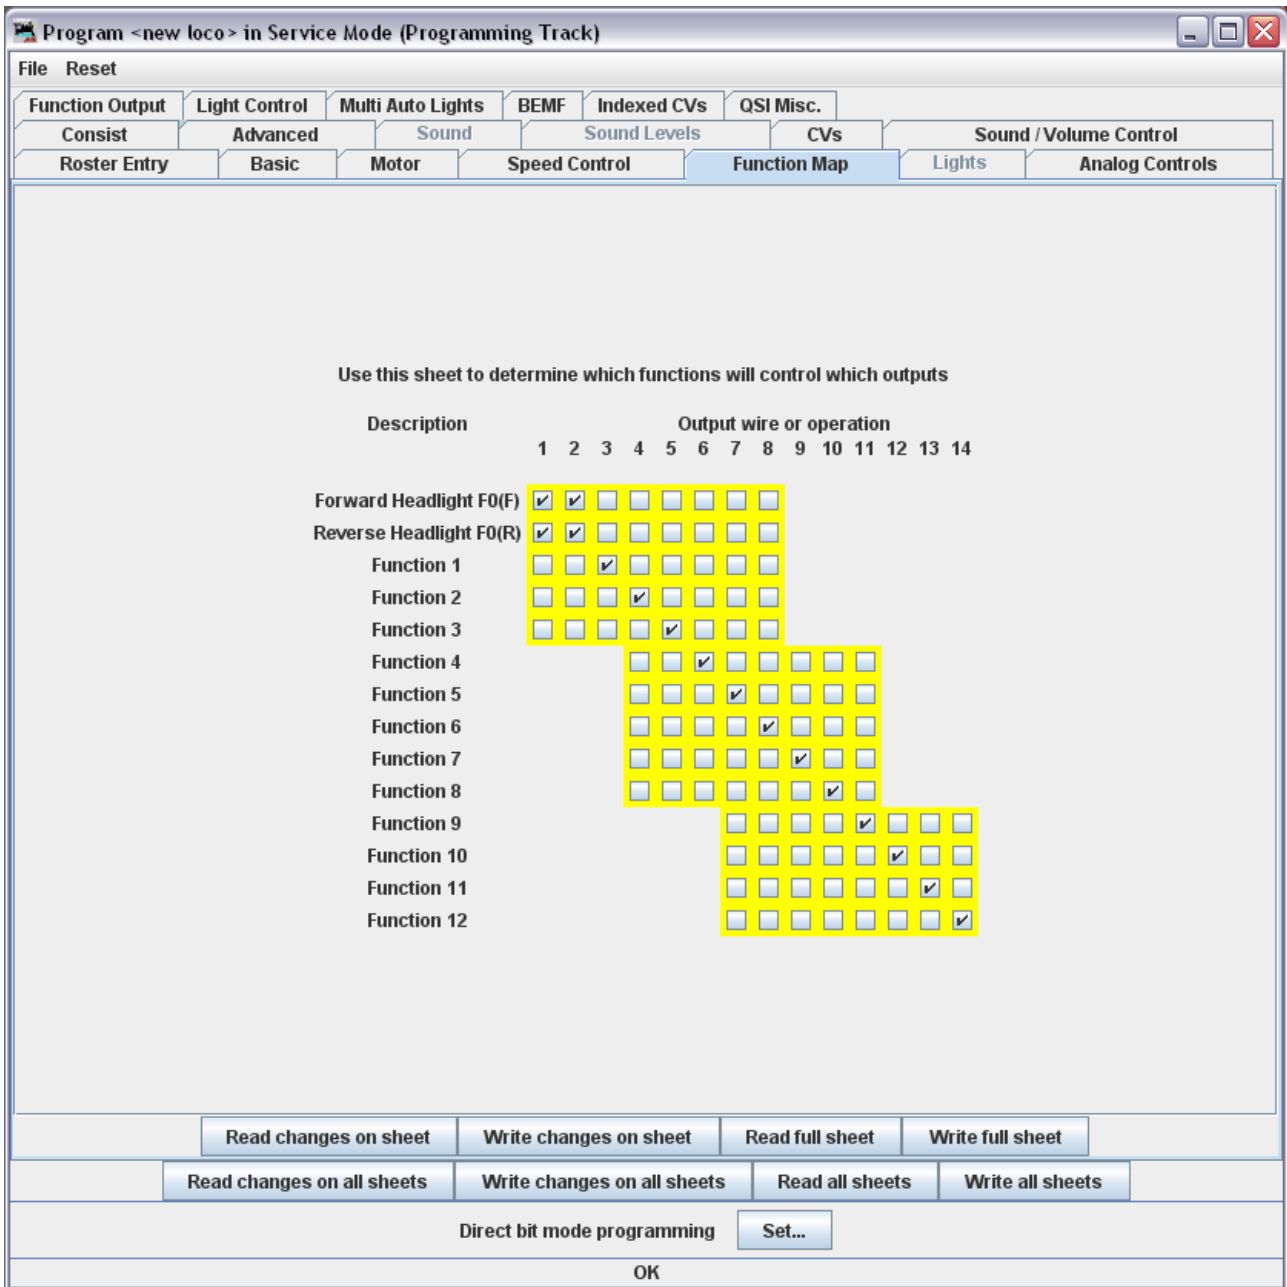 Program <new loco> in Service Mode (Programming Track)
File Reset
Function Output Light Control Multi Auto Lights BEMF Indexed CVs QSI Misc.
Consist Advanced Sound Sound Levels CVs Sound / Volume Control
Roster Entry Basic Motor Speed Control Function Map Lights Analog Controls
Use this sheet to determine which functions will control which outputs
Description Output wire or operation
1 2 3 4 5 6 7 8 9 10 11 12 13 14
Forward Headlight F0(F)
Reverse Headlight F0(R)
Function 1
Function 2
Function 3
Function 4
Function 5
Function 6
Function 7
Function 8
Function 9
Function 10
Function 11
Function 12
Read changes on sheet Write changes on sheet Read full sheet Write full sheet
Read changes on all sheets Write changes on all sheets Read all sheets Write all sheets
Direct bit mode programming Set...
OK